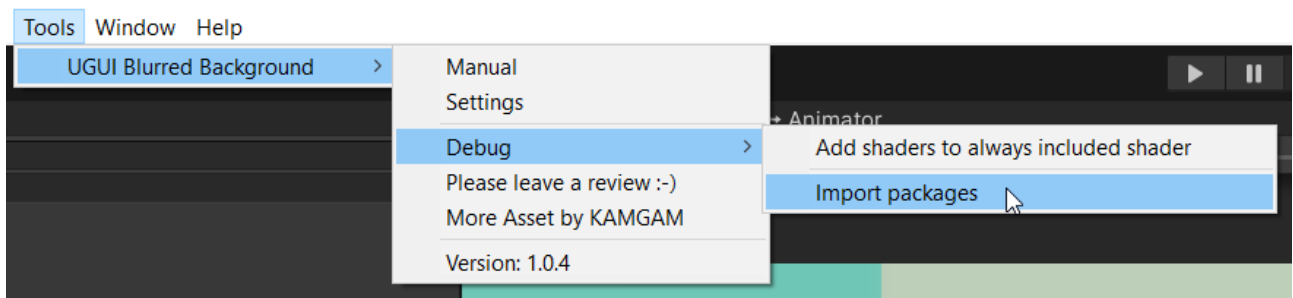 Tools Window Help
UGUI Blurred Background
Manual
Settings
Animator
Debug
Add shaders to always included shader
Please leave a review :-)
Import packages
More Asset by KAMGAM
Version: 1.0.4